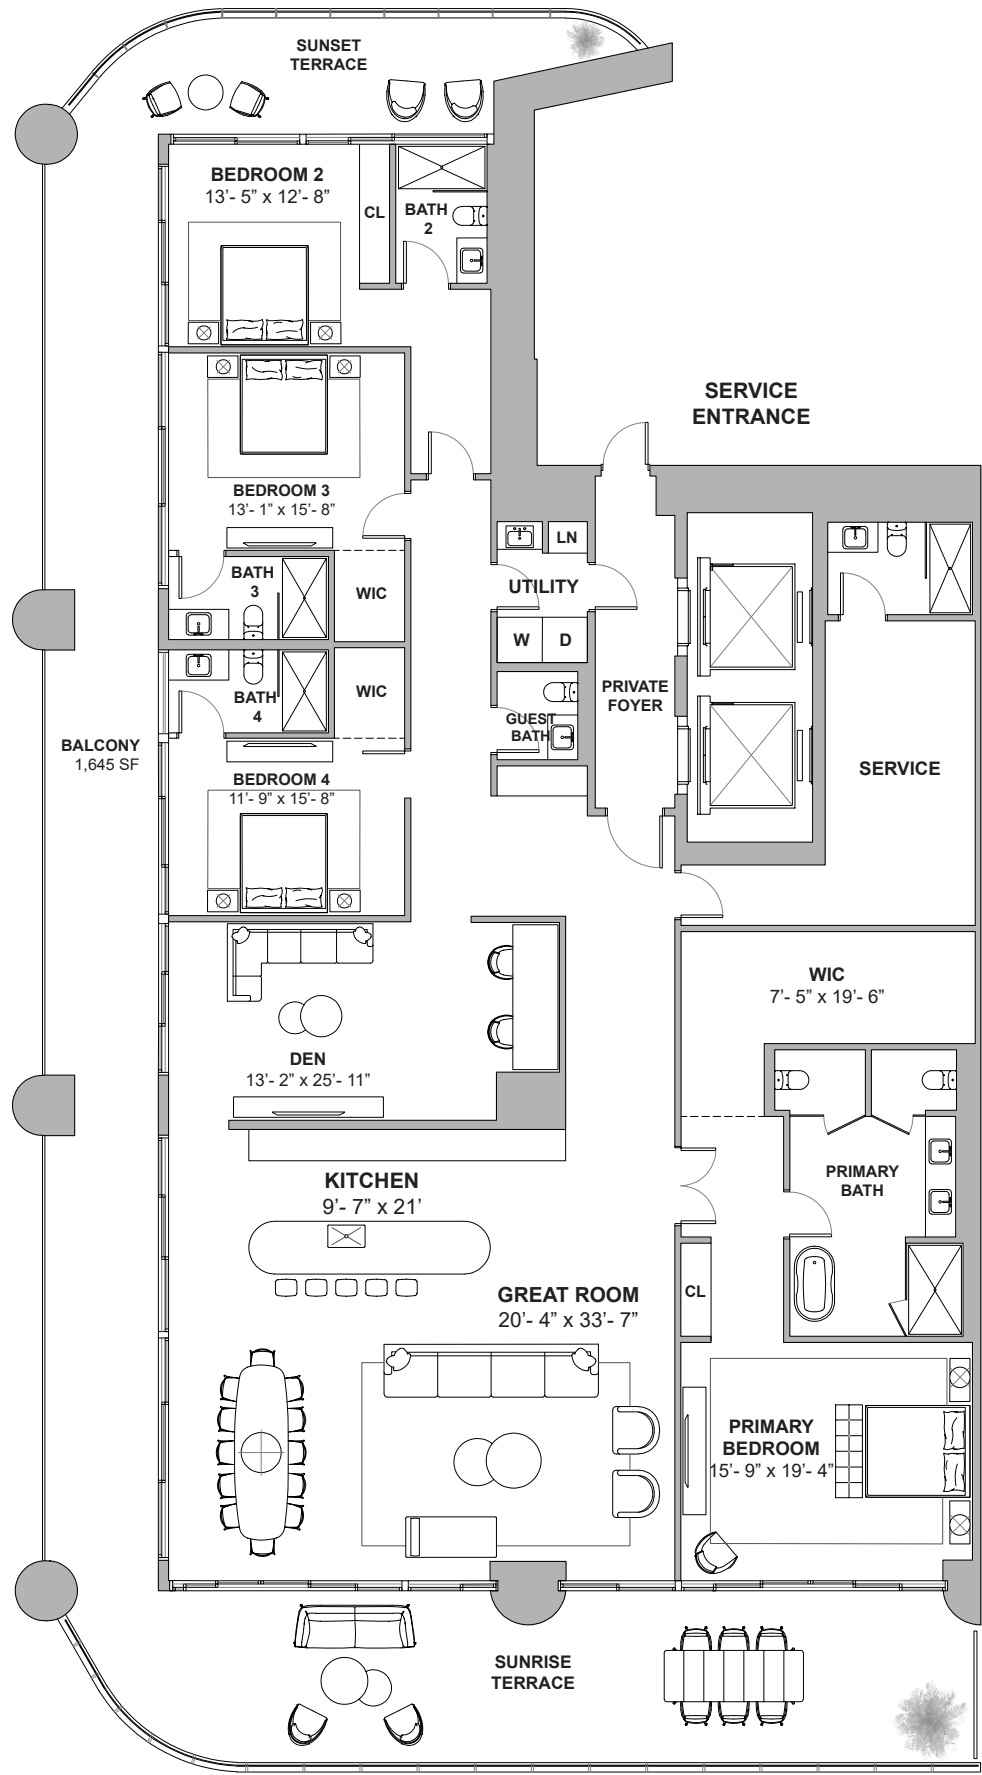 SUNSET
TERRACE
BEDROOM 2
13’- 5” x 12’- 8”
CL
BATH
2
SERVICE
ENTRANCE
BEDROOM 3
13’- 1” x 15’- 8”
LN
BATH
3
WIC
UTILITY
W
D
WIC
BATH
4
PRIVATE
FOYER
GUEST
BATH
BALCONY
1,645 SF
BEDROOM 4
11’- 9” x 15’- 8”
SERVICE
WIC
7’- 5” x 19’- 6”
DEN
13’- 2” x 25’- 11”
KITCHEN
9’- 7” x 21’
PRIMARY
BATH
GREAT ROOM
20’- 4” x 33’- 7”
CL
PRIMARY
BEDROOM
15’- 9” x 19’- 4”
SUNRISE
TERRACE